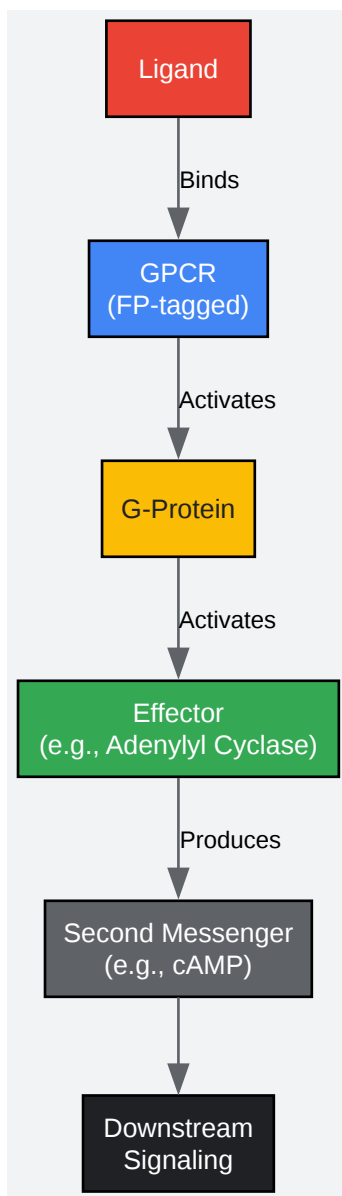 Ligand
Binds
GPCR
(FP-tagged)
Activates
G-Protein
Activates
Effector
(e.g., Adenylyl Cyclase)
Produces
Second Messenger
(e.g., cAMP)
Downstream
Signaling